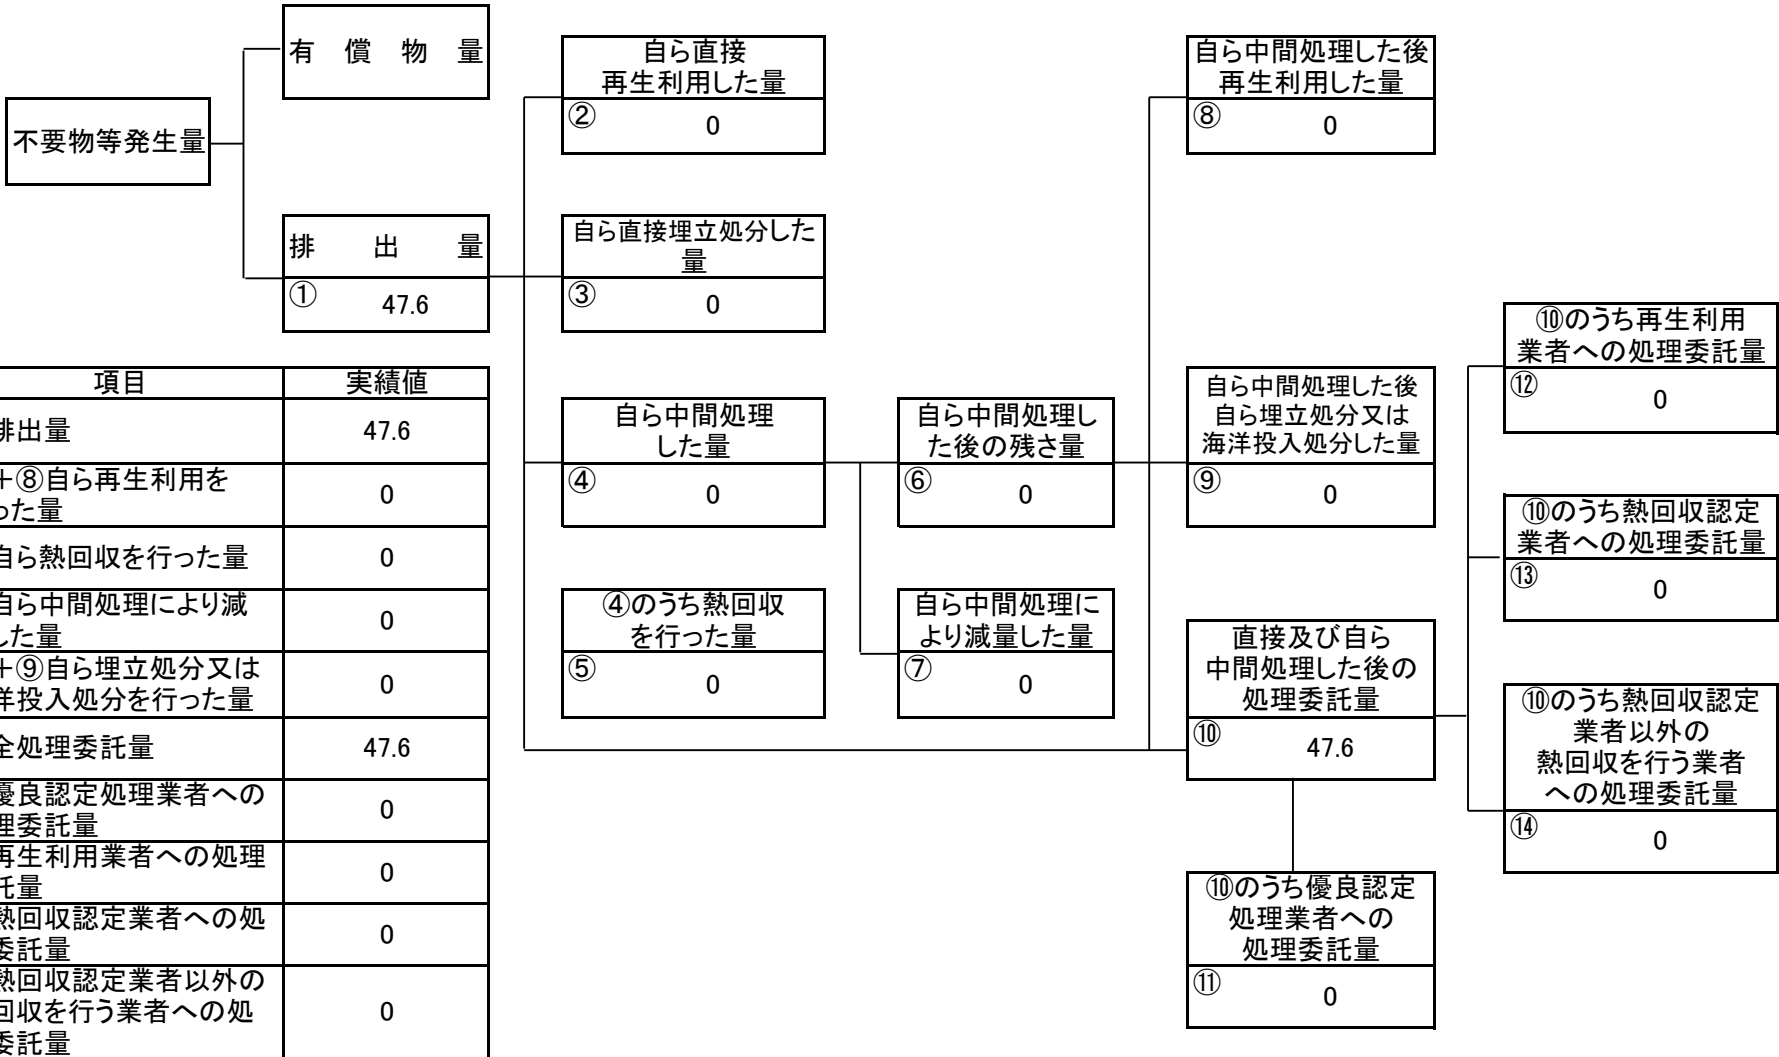 有 償 物 量
不要物等発生量
排 出 量
① 47.6
自ら直接
再生利用した量
② 0
自ら直接埋立処分した
量
③ 0
自ら中間処理
した量
④ 0
④のうち熱回収
を行った量
⑤ 0
自ら中間処理し
た後の残さ量
⑥ 0
自ら中間処理に
より減量した量
⑦ 0
自ら中間処理した後
再生利用した量
⑧ 0
自ら中間処理した後
自ら埋立処分又は
海洋投入処分した量
⑨ 0
直接及び自ら
中間処理した後の
処理委託量
⑩ 47.6
⑩のうち優良認定
処理業者への
処理委託量
⑪ 0
⑩のうち再生利用
業者への処理委託量
⑫ 0
⑩のうち熱回収認定
業者への処理委託量
⑬ 0
⑩のうち熱回収認定
業者以外の
熱回収を行う業者
への処理委託量
⑭ 0
項目 実績値
排出量 47.6
+⑧自ら再生利用を
った量
0
自ら熱回収を行った量 0
自ら中間処理により減
した量
0
+⑨自ら埋立処分又は
洋投入処分を行った量
0
全処理委託量 47.6
優良認定処理業者への
理委託量
0
再生利用業者への処理
託量
0
熱回収認定業者への処
委託量
0
熱回収認定業者以外の
回収を行う業者への処
委託量
0